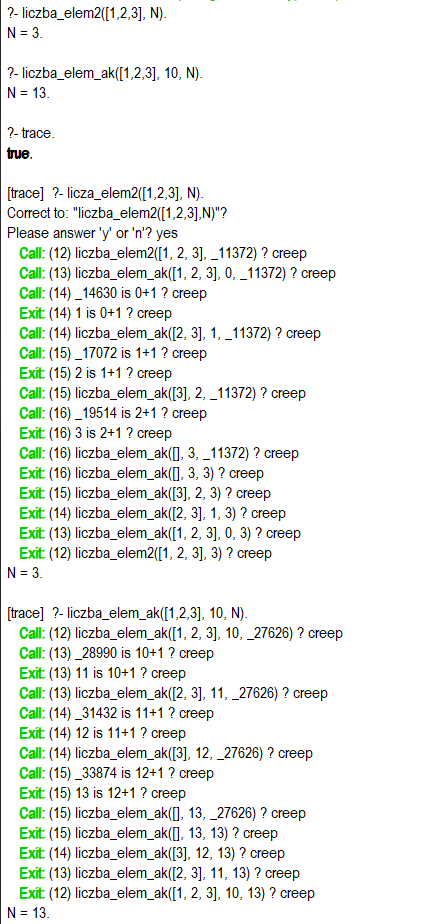 ?- liczba_elem2([1,2,3], N).
N = 3.
?- liczba_elem_ak([1,2,3], 10, N).
N = 13.
?- trace.
true.
[trace]  ?- licza_elem2([1,2,3], N).
Correct to: "liczba_elem2([1,2,3],N)"?
Please answer 'y' or 'n'? yes
Call: (12) liczba_elem2([1, 2, 3], _11372) ? creep
Call: (13) liczba_elem_ak([1, 2, 3], 0, _11372) ? creep
Call: (14) _14630 is 0+1 ? creep
Exit: (14) 1 is 0+1 ? creep
Call: (14) liczba_elem_ak([2, 3], 1, _11372) ? creep
Call: (15) _17072 is 1+1 ? creep
Exit: (15) 2 is 1+1 ? creep
Call: (15) liczba_elem_ak([3], 2, _11372) ? creep
Call: (16) _19514 is 2+1 ? creep
Exit: (16) 3 is 2+1 ? creep
Call: (16) liczba_elem_ak([], 3, _11372) ? creep
Exit: (16) liczba_elem_ak([], 3, 3) ? creep
Exit: (15) liczba_elem_ak([3], 2, 3) ? creep
Exit: (14) liczba_elem_ak([2, 3], 1, 3) ? creep
Exit: (13) liczba_elem_ak([1, 2, 3], 0, 3) ? creep
Exit: (12) liczba_elem2([1, 2, 3], 3) ? creep
N = 3.
[trace]  ?- liczba_elem_ak([1,2,3], 10, N).
Call: (12) liczba_elem_ak([1, 2, 3], 10, _27626) ? creep
Call: (13) _28990 is 10+1 ? creep
Exit: (13) 11 is 10+1 ? creep
Call: (13) liczba_elem_ak([2, 3], 11, _27626) ? creep
Call: (14) _31432 is 11+1 ? creep
Exit: (14) 12 is 11+1 ? creep
Call: (14) liczba_elem_ak([3], 12, _27626) ? creep
Call: (15) _33874 is 12+1 ? creep
Exit: (15) 13 is 12+1 ? creep
Call: (15) liczba_elem_ak([], 13, _27626) ? creep
Exit: (15) liczba_elem_ak([], 13, 13) ? creep
Exit: (14) liczba_elem_ak([3], 12, 13) ? creep
Exit: (13) liczba_elem_ak([2, 3], 11, 13) ? creep
Exit: (12) liczba_elem_ak([1, 2, 3], 10, 13) ? creep
N = 13.